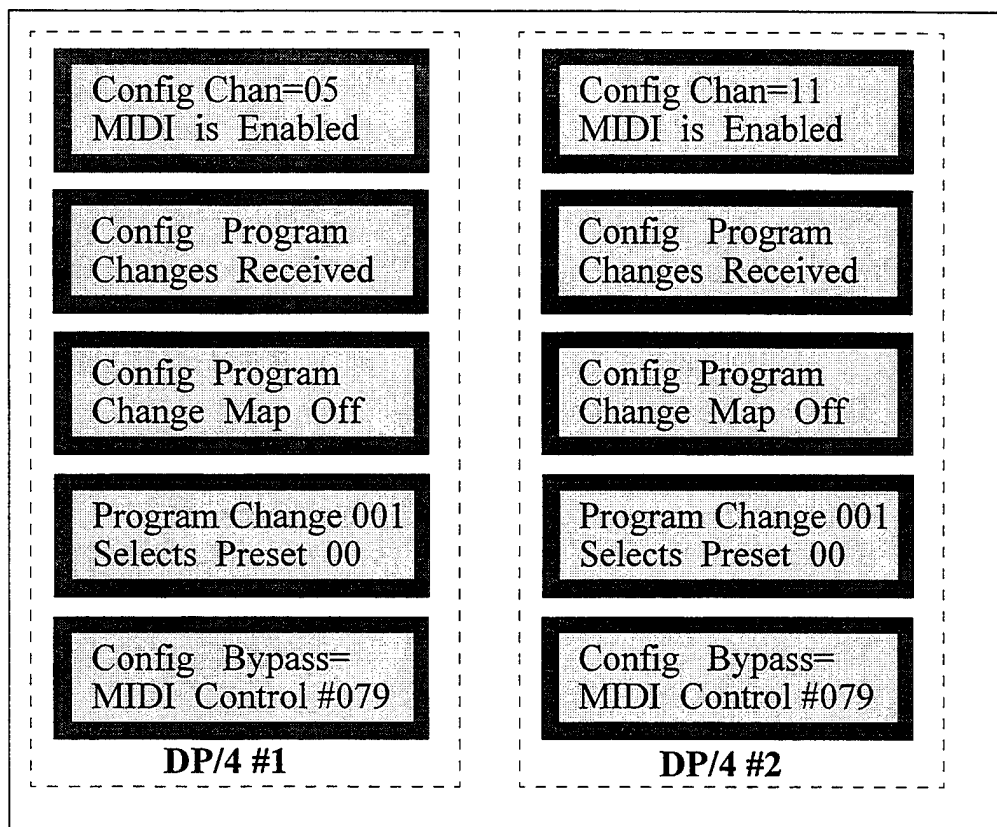 Config Chan=05
MIDI is Enabled
Config Program
Changes Received
Config Program
Change Map Off
Program Change 001
Selects Preset 00
Config Bypass=
MIDI Control #079
DP/4 #1
Config Chan=11
MIDI is Enabled
Config Program
Changes Received
Config Program
Change Map Off
Program Change 001
Selects Preset 00
Config Bypass=
MIDI Control #079
DP/4 #2